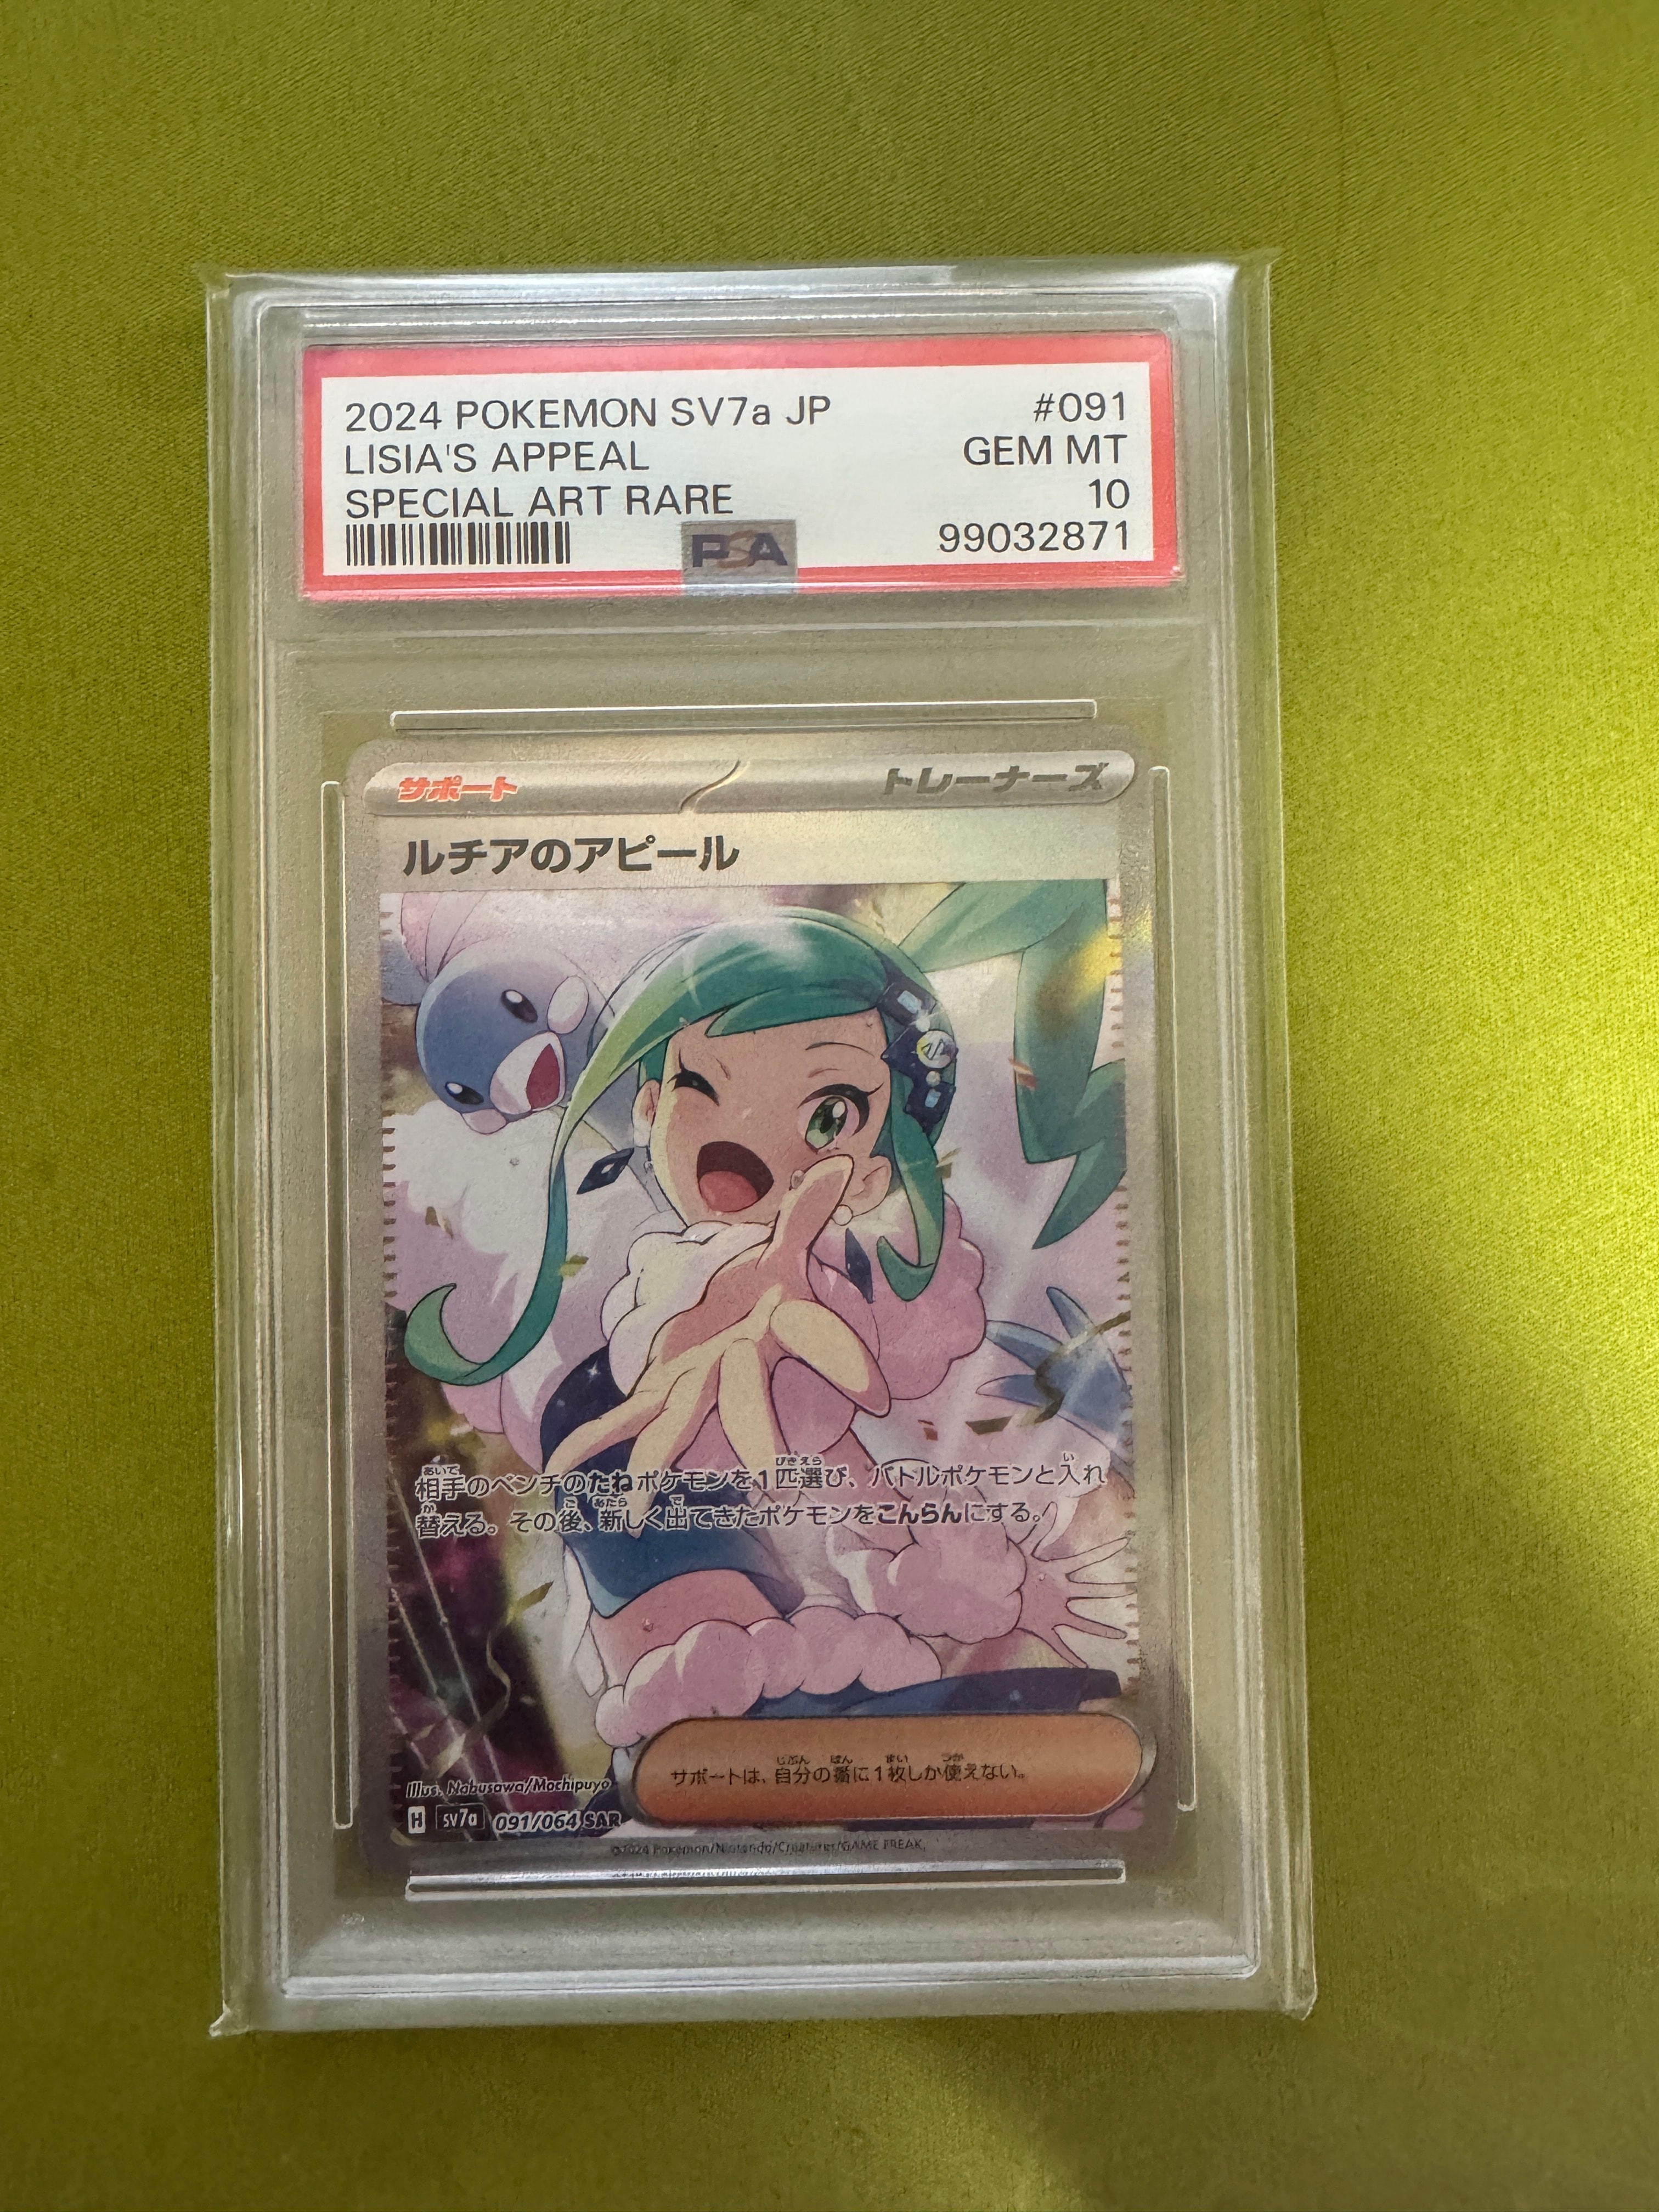 2024 POKEMON SV7a JP #091
LISIA'S APPEAL GEM MT
SPECIAL ART RARE 10
PSA 99032871
サポート トレーナーズ
ルチアのアピール
相手のベンチのたねポケモンを1匹選び、バトルポケモンと入れ
替える。その後、新しく出てきたポケモンをこんらんにする。
サポートは、自分の番に1枚しか使えない。
Illus. Nabusawa/Mochipuyo
H sv7a 091/064 SAR
©2024 Pokémon/Nintendo/Creatures/GAME FREAK.